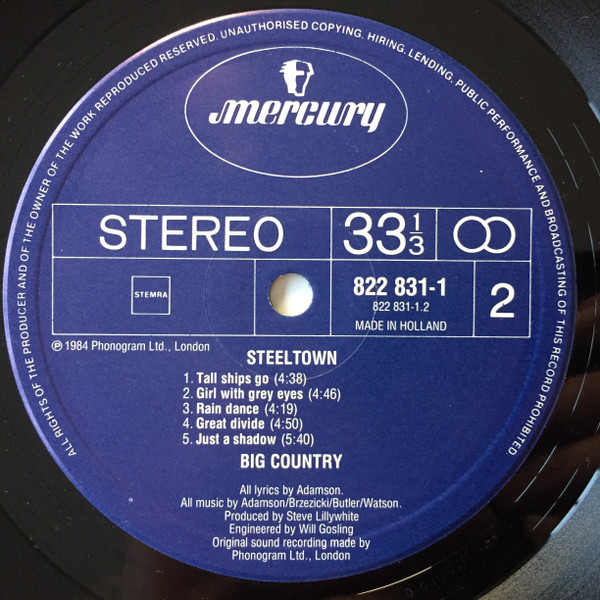 ALL RIGHTS OF THE PRODUCER AND OF THE OWNER OF THE WORK REPRODUCED RESERVED. UNAUTHORISED COPYING, HIRING, LENDING, PUBLIC PERFORMANCE AND BROADCASTING OF THIS RECORD PROHIBITED.
mercury
STEREO
33 1/3
STEMRA
822 831-1
822 831-1.2
MADE IN HOLLAND
2
℗ 1984 Phonogram Ltd., London
STEELTOWN
1. Tall ships go (4:38)
2. Girl with grey eyes (4:46)
3. Rain dance (4:19)
4. Great divide (4:50)
5. Just a shadow (5:40)
BIG COUNTRY
All lyrics by Adamson.
All music by Adamson/Brzezicki/Butler/Watson.
Produced by Steve Lillywhite
Engineered by Will Gosling
Original sound recording made by
Phonogram Ltd., London